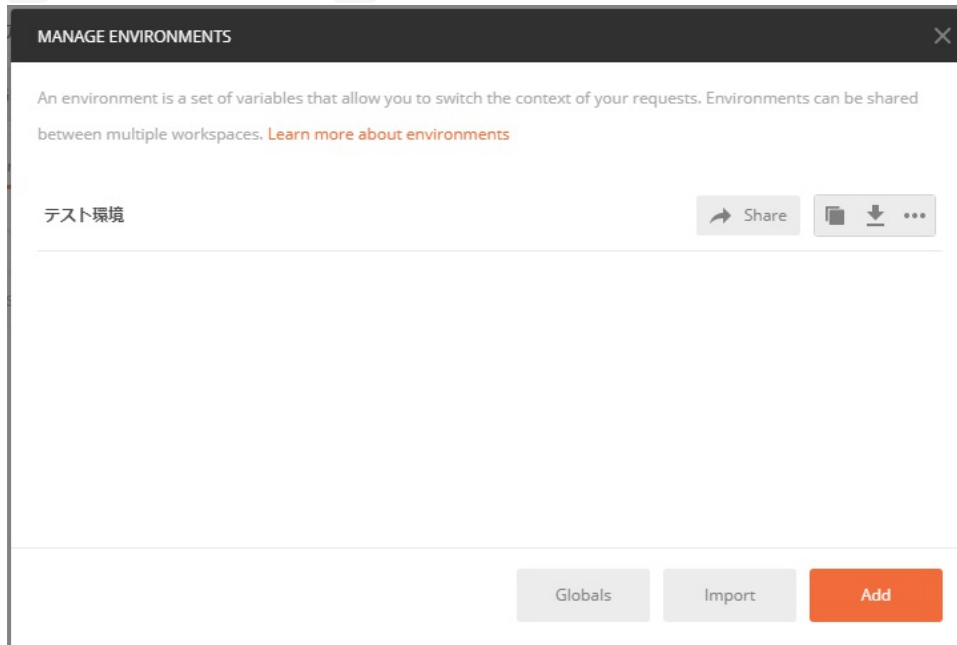 MANAGE ENVIRONMENTS
An environment is a set of variables that allow you to switch the context of your requests. Environments can be shared
between multiple workspaces. Learn more about environments
テスト環境
Share
Globals
Import
Add